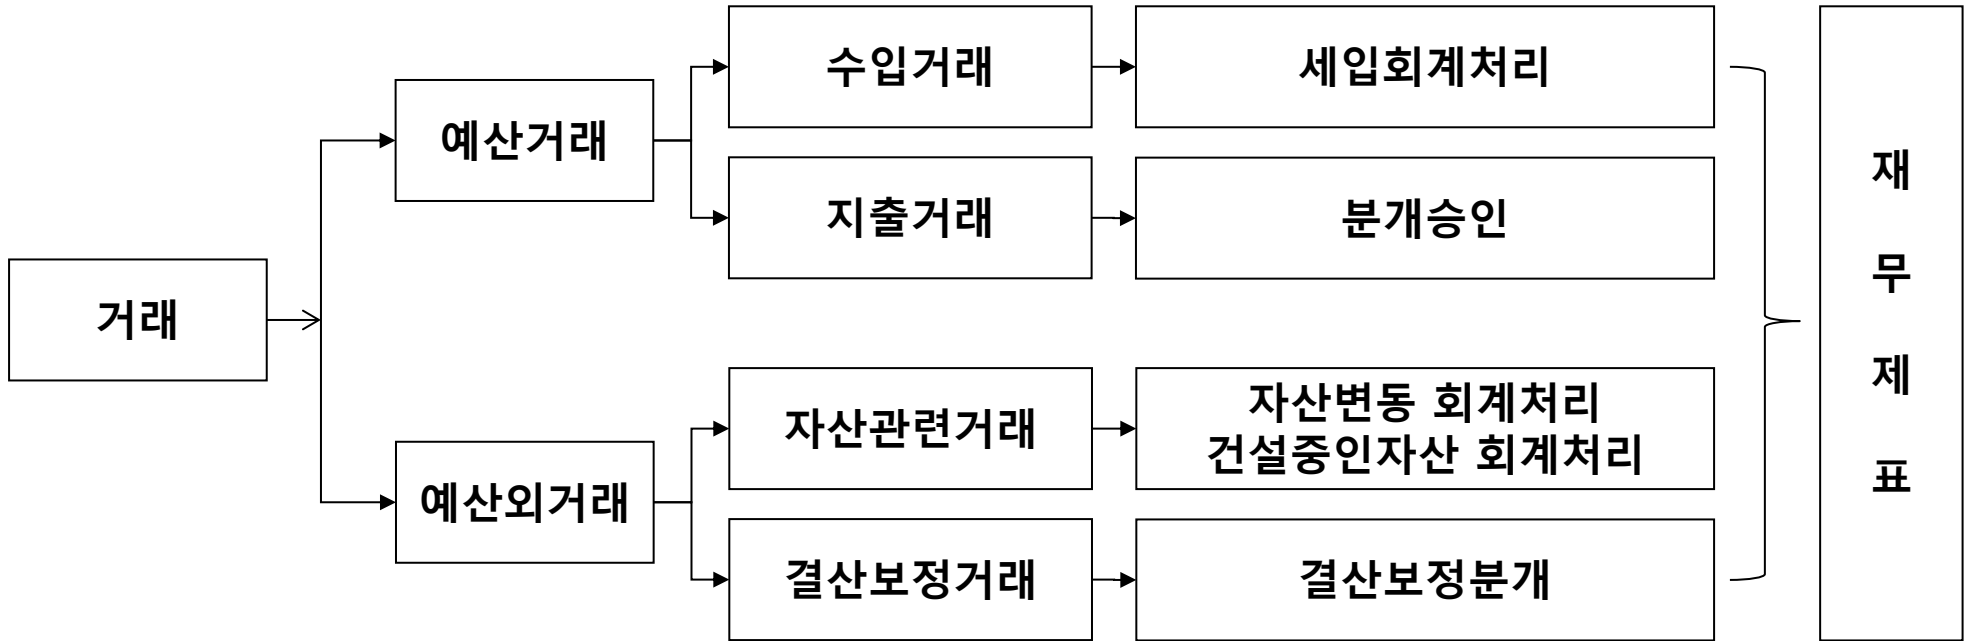 거래
예산거래
수입거래
세입회계처리
지출거래
분개승인
예산외거래
자산관련거래
자산변동 회계처리
건설중인자산 회계처리
결산보정거래
결산보정분개
재
무
제
표